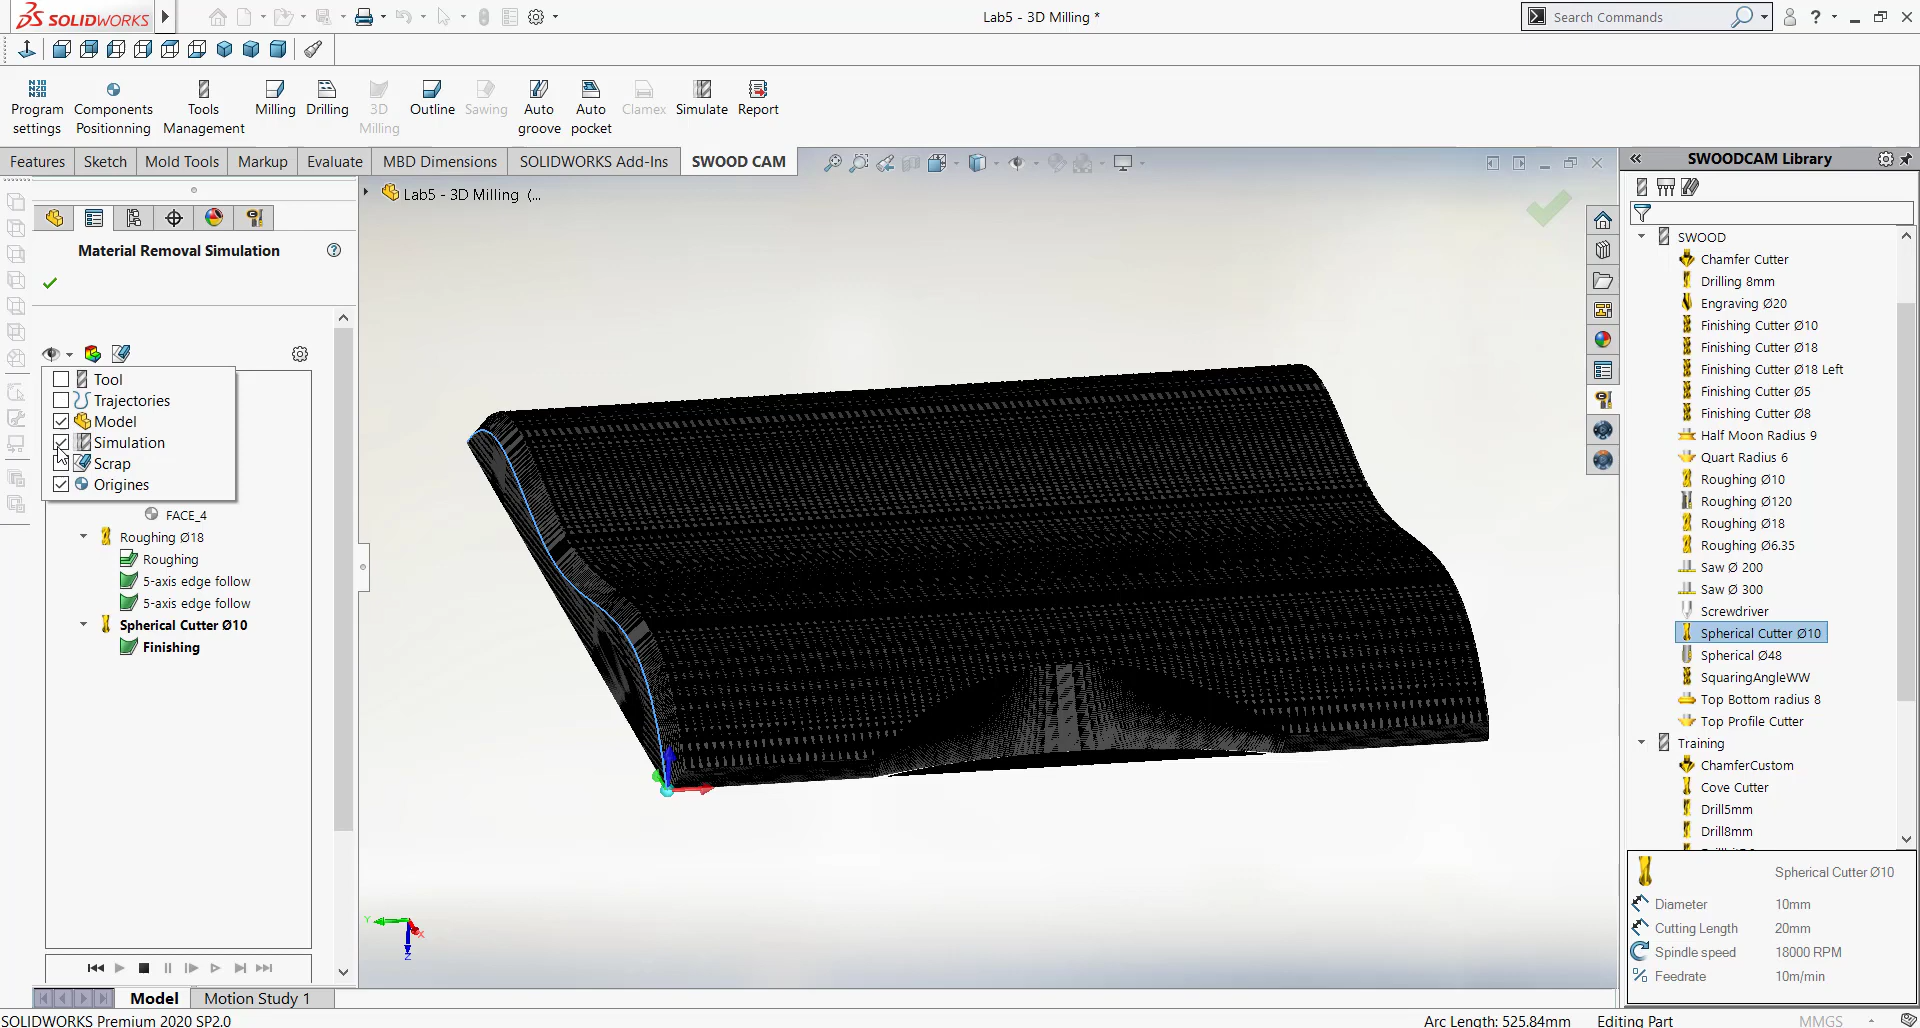 SOLIDWORKS
Lab5 - 3D Milling *
Search Commands
?
N10
N20
N30
Program settings
Components Positionning
Tools Management
Milling
Drilling
3D Milling
Outline
Sawing
Auto groove
Auto pocket
Clamex
Simulate
Report
Features
Sketch
Mold Tools
Markup
Evaluate
MBD Dimensions
SOLIDWORKS Add-Ins
SWOOD CAM
Lab5 - 3D Milling (...
Material Removal Simulation
Tool
Trajectories
Model
Simulation
Scrap
Origines
FACE_4
Roughing Ø18
Roughing
5-axis edge follow
5-axis edge follow
Spherical Cutter Ø10
Finishing
Y
X
Z
SWOODCAM Library
SWOOD
Chamfer Cutter
Drilling 8mm
Engraving Ø20
Finishing Cutter Ø10
Finishing Cutter Ø18
Finishing Cutter Ø18 Left
Finishing Cutter Ø5
Finishing Cutter Ø8
Half Moon Radius 9
Quart Radius 6
Roughing Ø10
Roughing Ø120
Roughing Ø18
Roughing Ø6.35
Saw Ø 200
Saw Ø 300
Screwdriver
Spherical Cutter Ø10
Spherical Ø48
SquaringAngleWW
Top Bottom radius 8
Top Profile Cutter
Training
ChamferCustom
Cove Cutter
Drill5mm
Drill8mm
Spherical Cutter Ø10
Diameter 10mm
Cutting Length 20mm
Spindle speed 18000 RPM
Feedrate 10m/min
Model
Motion Study 1
SOLIDWORKS Premium 2020 SP2.0
Arc Length: 525.84mm
Editing Part
MMGS